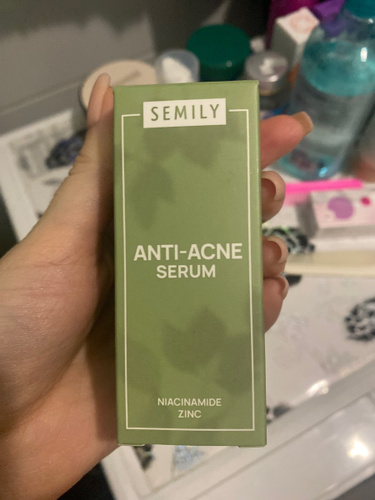 SEMILY
ANTI-ACNE
SERUM
NIACINAMIDE
ZINC